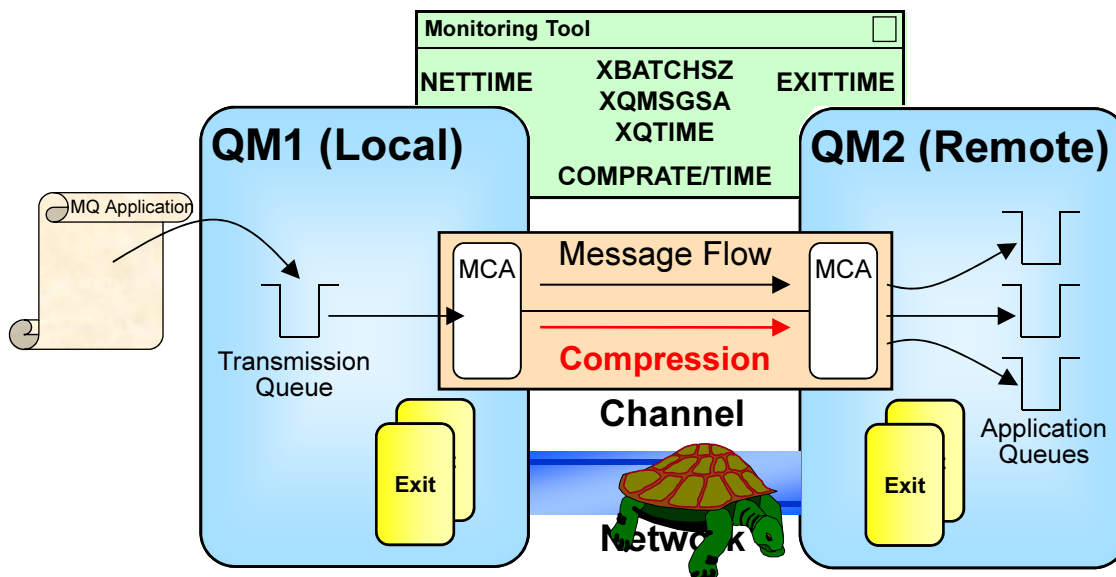 Monitoring Tool
NETTIME
XBATCHSZ
EXITTIME
XQMSGSA
XQTIME
COMPRATE/TIME
QM1 (Local)
QM2 (Remote)
MQ Application
MCA
Message Flow
MCA
Compression
Transmission
Queue
Channel
Application
Queues
Exit
Exit
Network